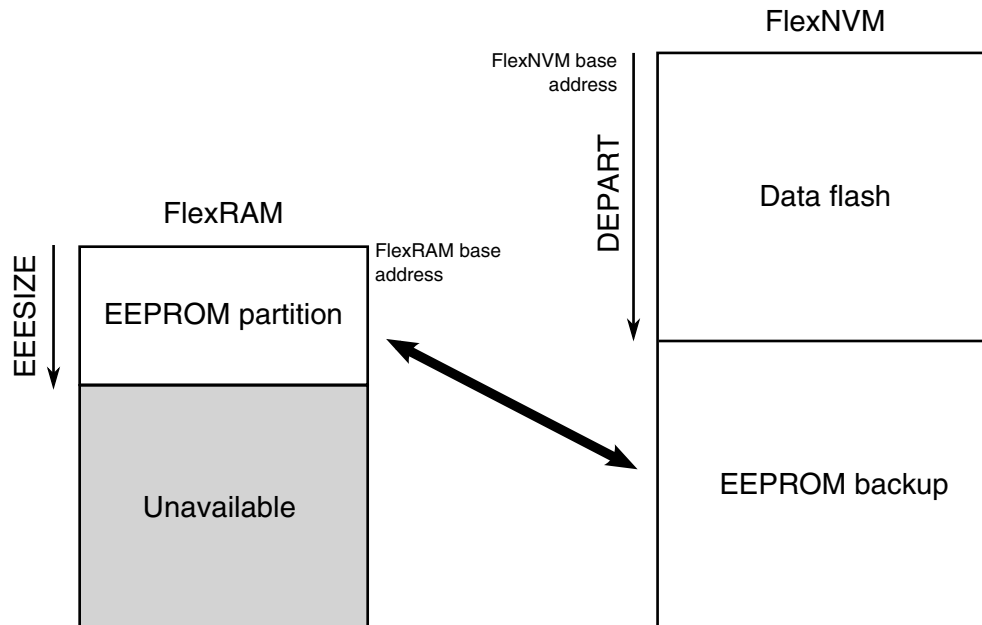 FlexNVM
FlexNVM base
address
DEPART
Data flash
FlexRAM
FlexRAM base
address
EEESIZE
EEPROM partition
Unavailable
EEPROM backup